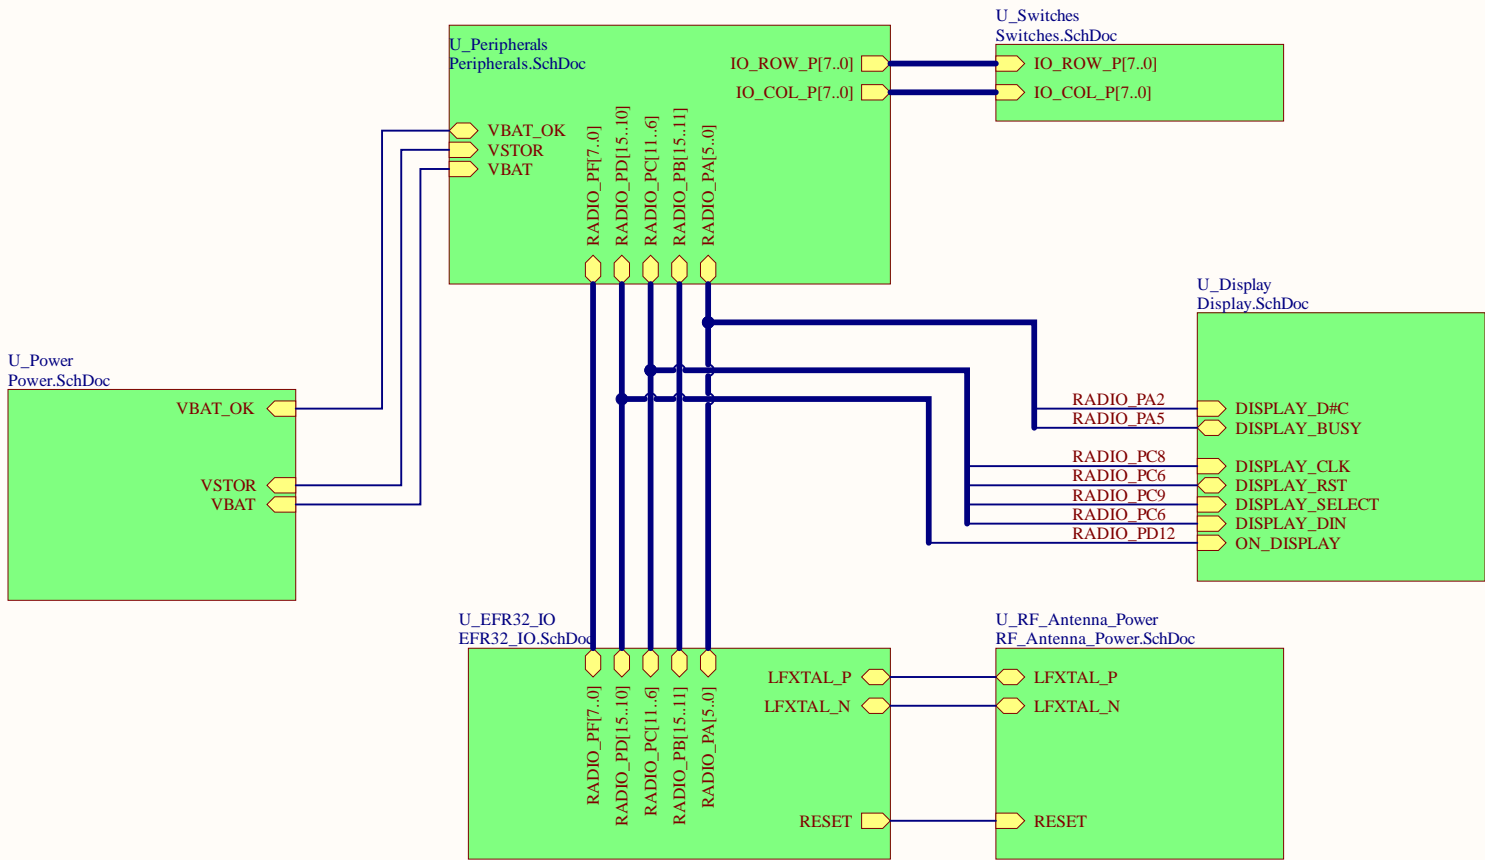 U_Peripherals
Peripherals.SchDoc
IO_ROW_P[7..0]
IO_COL_P[7..0]
VBAT_OK
VSTOR
VBAT
RADIO_PF[7..0]
RADIO_PD[15..10]
RADIO_PC[11..6]
RADIO_PB[15..11]
RADIO_PA[5..0]
U_Switches
Switches.SchDoc
IO_ROW_P[7..0]
IO_COL_P[7..0]
U_Power
Power.SchDoc
VBAT_OK
VSTOR
VBAT
U_Display
Display.SchDoc
RADIO_PA2
RADIO_PA5
RADIO_PC8
RADIO_PC6
RADIO_PC9
RADIO_PC6
RADIO_PD12
DISPLAY_D#C
DISPLAY_BUSY
DISPLAY_CLK
DISPLAY_RST
DISPLAY_SELECT
DISPLAY_DIN
ON_DISPLAY
U_EFR32_IO
EFR32_IO.SchDoc
RADIO_PF[7..0]
RADIO_PD[15..10]
RADIO_PC[11..6]
RADIO_PB[15..11]
RADIO_PA[5..0]
LFXTAL_P
LFXTAL_N
RESET
U_RF_Antenna_Power
RF_Antenna_Power.SchDoc
LFXTAL_P
LFXTAL_N
RESET